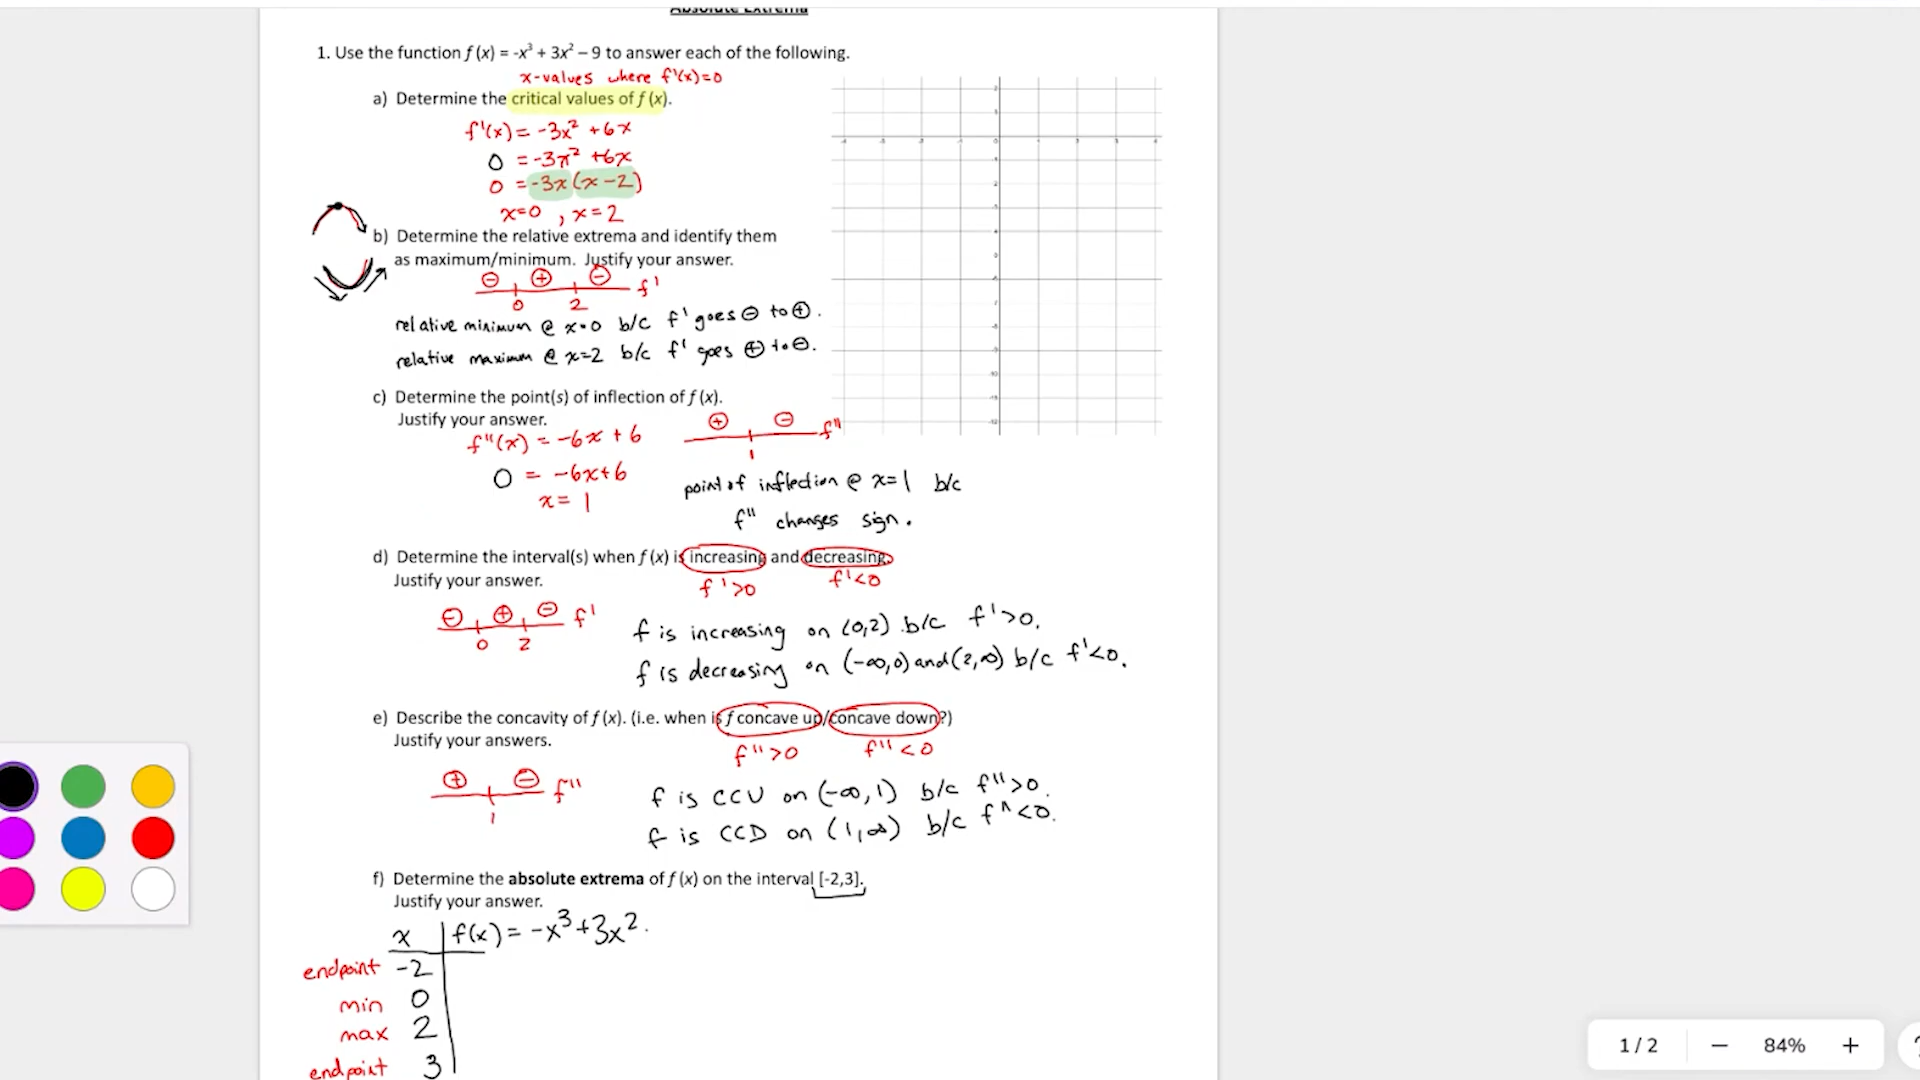 Absolute Extrema
1. Use the function f (x) = -x³ + 3x² – 9 to answer each of the following.
x-values where f'(x)=0
a) Determine the critical values of f (x).
f'(x) = -3x² +6x
0 = -3x² +6x
0 = -3x(x-2)
x=0 , x=2
b) Determine the relative extrema and identify them
as maximum/minimum. Justify your answer.
⊖ ⊕ ⊖ f'
0 2
relative minimum @ x=0 b/c f' goes ⊖ to ⊕.
relative maximum @ x=2 b/c f' goes ⊕ to ⊖.
c) Determine the point(s) of inflection of f (x).
Justify your answer.
f''(x) = -6x + 6
0 = -6x+6
x = 1
⊕ ⊖ f''
1
point of inflection @ x=1 b/c
f'' changes sign.
d) Determine the interval(s) when f (x) is increasing and decreasing.
Justify your answer.
f'>0 f'<0
⊖ ⊕ ⊖ f'
0 2
f is increasing on (0,2) b/c f'>0.
f is decreasing on (-∞,0) and (2,∞) b/c f'<0.
e) Describe the concavity of f (x). (i.e. when is f concave up/concave down?)
Justify your answers.
f''>0 f''<0
⊕ ⊖ f''
1
f is CCU on (-∞,1) b/c f''>0.
f is CCD on (1,∞) b/c f''<0.
f) Determine the absolute extrema of f (x) on the interval [-2,3].
Justify your answer.
x f(x) = -x³+3x²
endpoint -2
min 0
max 2
endpoint 3
1 / 2 − 84% +